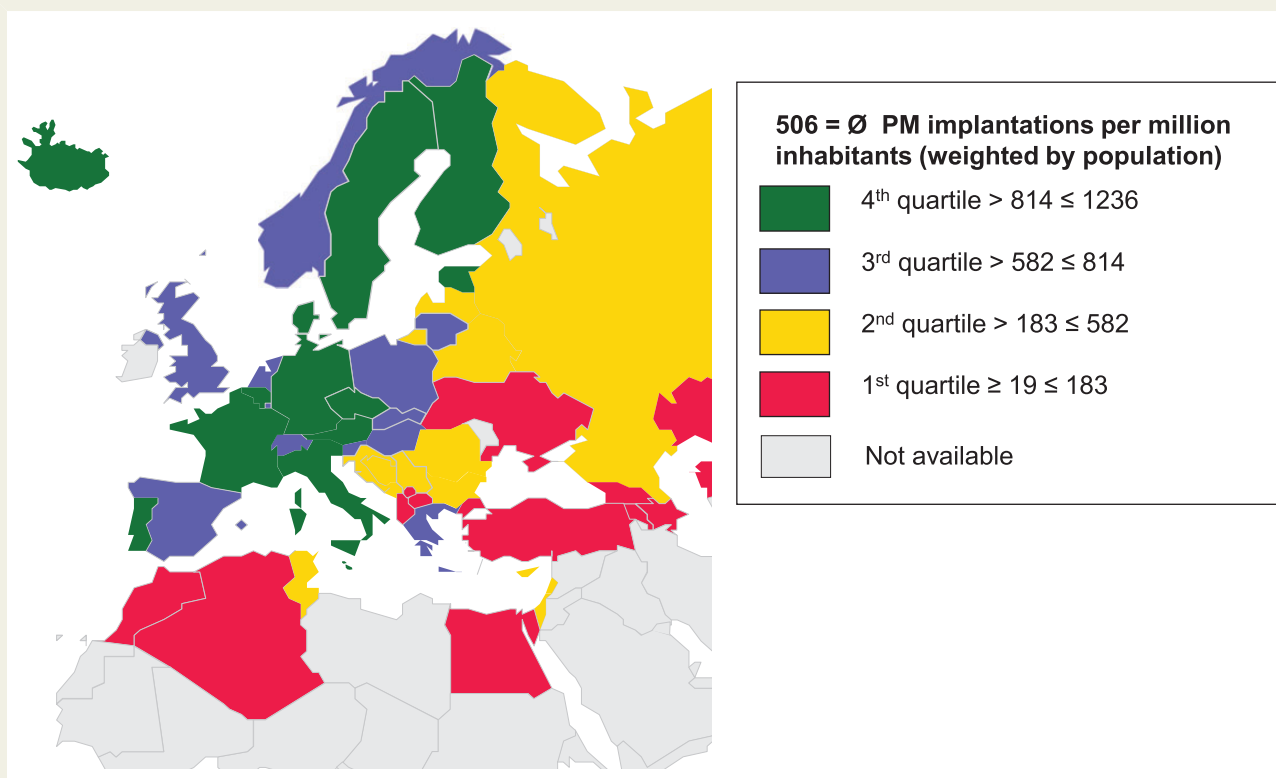 506 = Ø PM implantations per million
inhabitants (weighted by population)
4th quartile > 814 ≤ 1236
3rd quartile > 582 ≤ 814
2nd quartile > 183 ≤ 582
1st quartile ≥ 19 ≤ 183
Not available